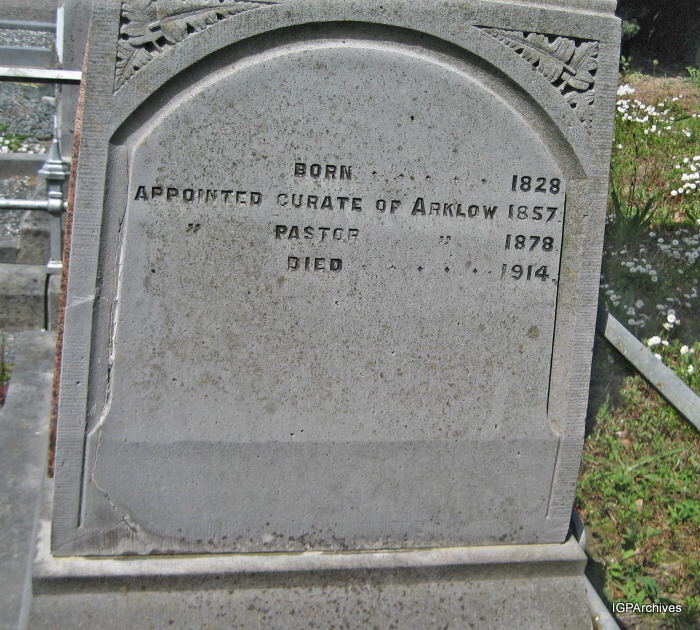 BORN . . . . . . 1828
APPOINTED CURATE OF ARKLOW 1857.
" PASTOR " 1878.
DIED . . . . . 1914.
IGPArchives